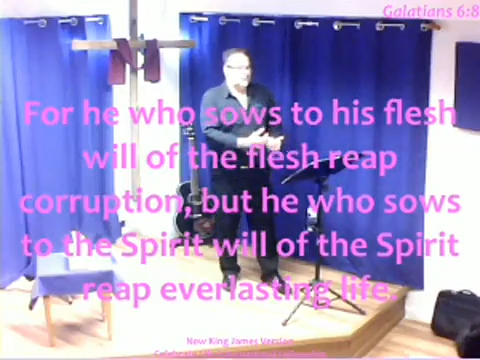 Galatians 6:8
For he who sows to his flesh
will of the flesh reap
corruption, but he who sows
to the Spirit will of the Spirit
reap everlasting life.
New King James Version